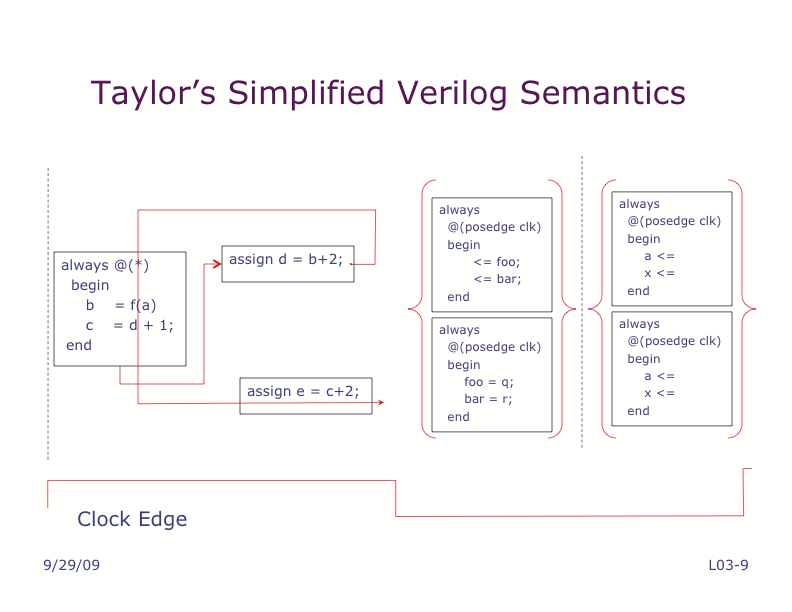 Taylor’s Simplified Verilog Semantics
always @(*)
begin
b = f(a)
c = d + 1;
end
assign d = b+2;
assign e = c+2;
always
@(posedge clk)
begin
<= foo;
<= bar;
end
always
@(posedge clk)
begin
foo = q;
bar = r;
end
always
@(posedge clk)
begin
a <=
x <=
end
always
@(posedge clk)
begin
a <=
x <=
end
Clock Edge
9/29/09
L03-9